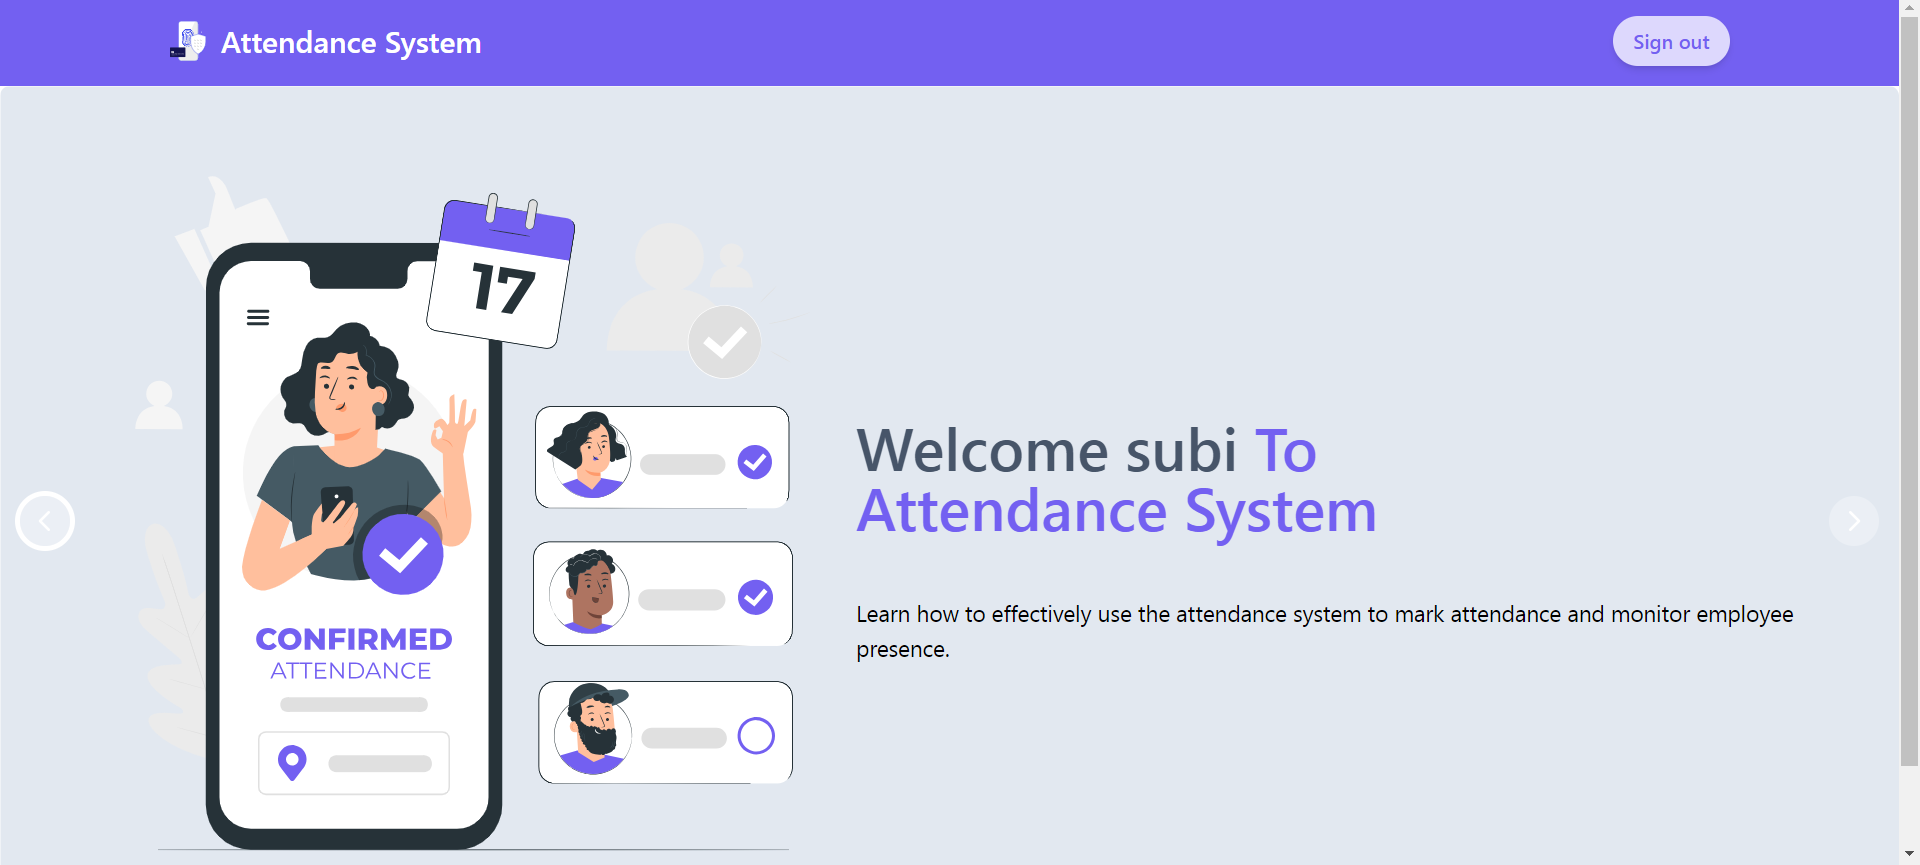 Attendance System
Sign out
17
CONFIRMED
ATTENDANCE
Welcome subi To
Attendance System
Learn how to effectively use the attendance system to mark attendance and monitor employee
presence.